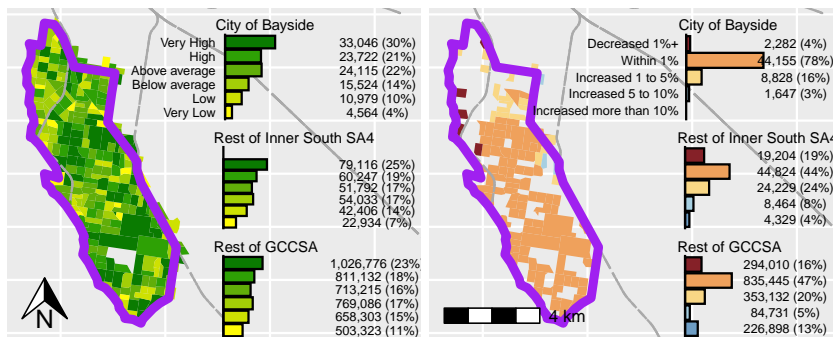 City of Bayside
Very High 33,046 (30%)
High 23,722 (21%)
Above average 24,115 (22%)
Below average 15,524 (14%)
Low 10,979 (10%)
Very Low 4,564 (4%)
Rest of Inner South SA4
79,116 (25%)
60,247 (19%)
51,792 (17%)
54,033 (17%)
42,406 (14%)
22,934 (7%)
Rest of GCCSA
1,026,776 (23%)
811,132 (18%)
713,215 (16%)
769,086 (17%)
658,303 (15%)
503,323 (11%)
N
City of Bayside
Decreased 1%+ 2,282 (4%)
Within 1% 44,155 (78%)
Increased 1 to 5% 8,828 (16%)
Increased 5 to 10% 1,647 (3%)
Increased more than 10%
Rest of Inner South SA4
19,204 (19%)
44,824 (44%)
24,229 (24%)
8,464 (8%)
4,329 (4%)
Rest of GCCSA
294,010 (16%)
835,445 (47%)
353,132 (20%)
84,731 (5%)
226,898 (13%)
4 km